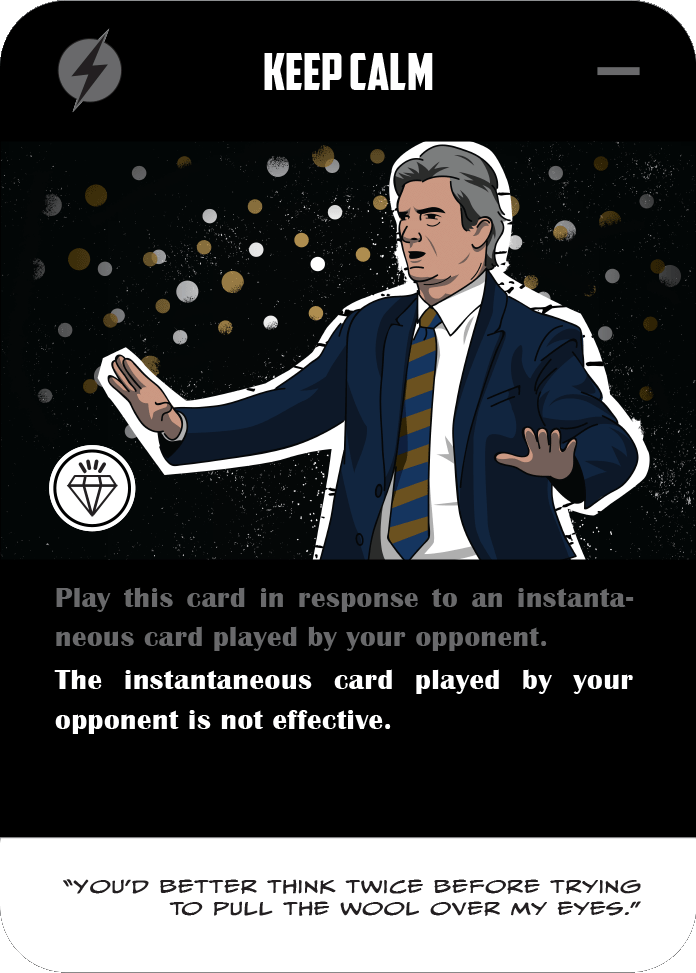 KEEP CALM
Play this card in response to an instanta-
neous card played by your opponent.
The instantaneous card played by your
opponent is not effective.
“YOU’D BETTER THINK TWICE BEFORE TRYING
TO PULL THE WOOL OVER MY EYES.”